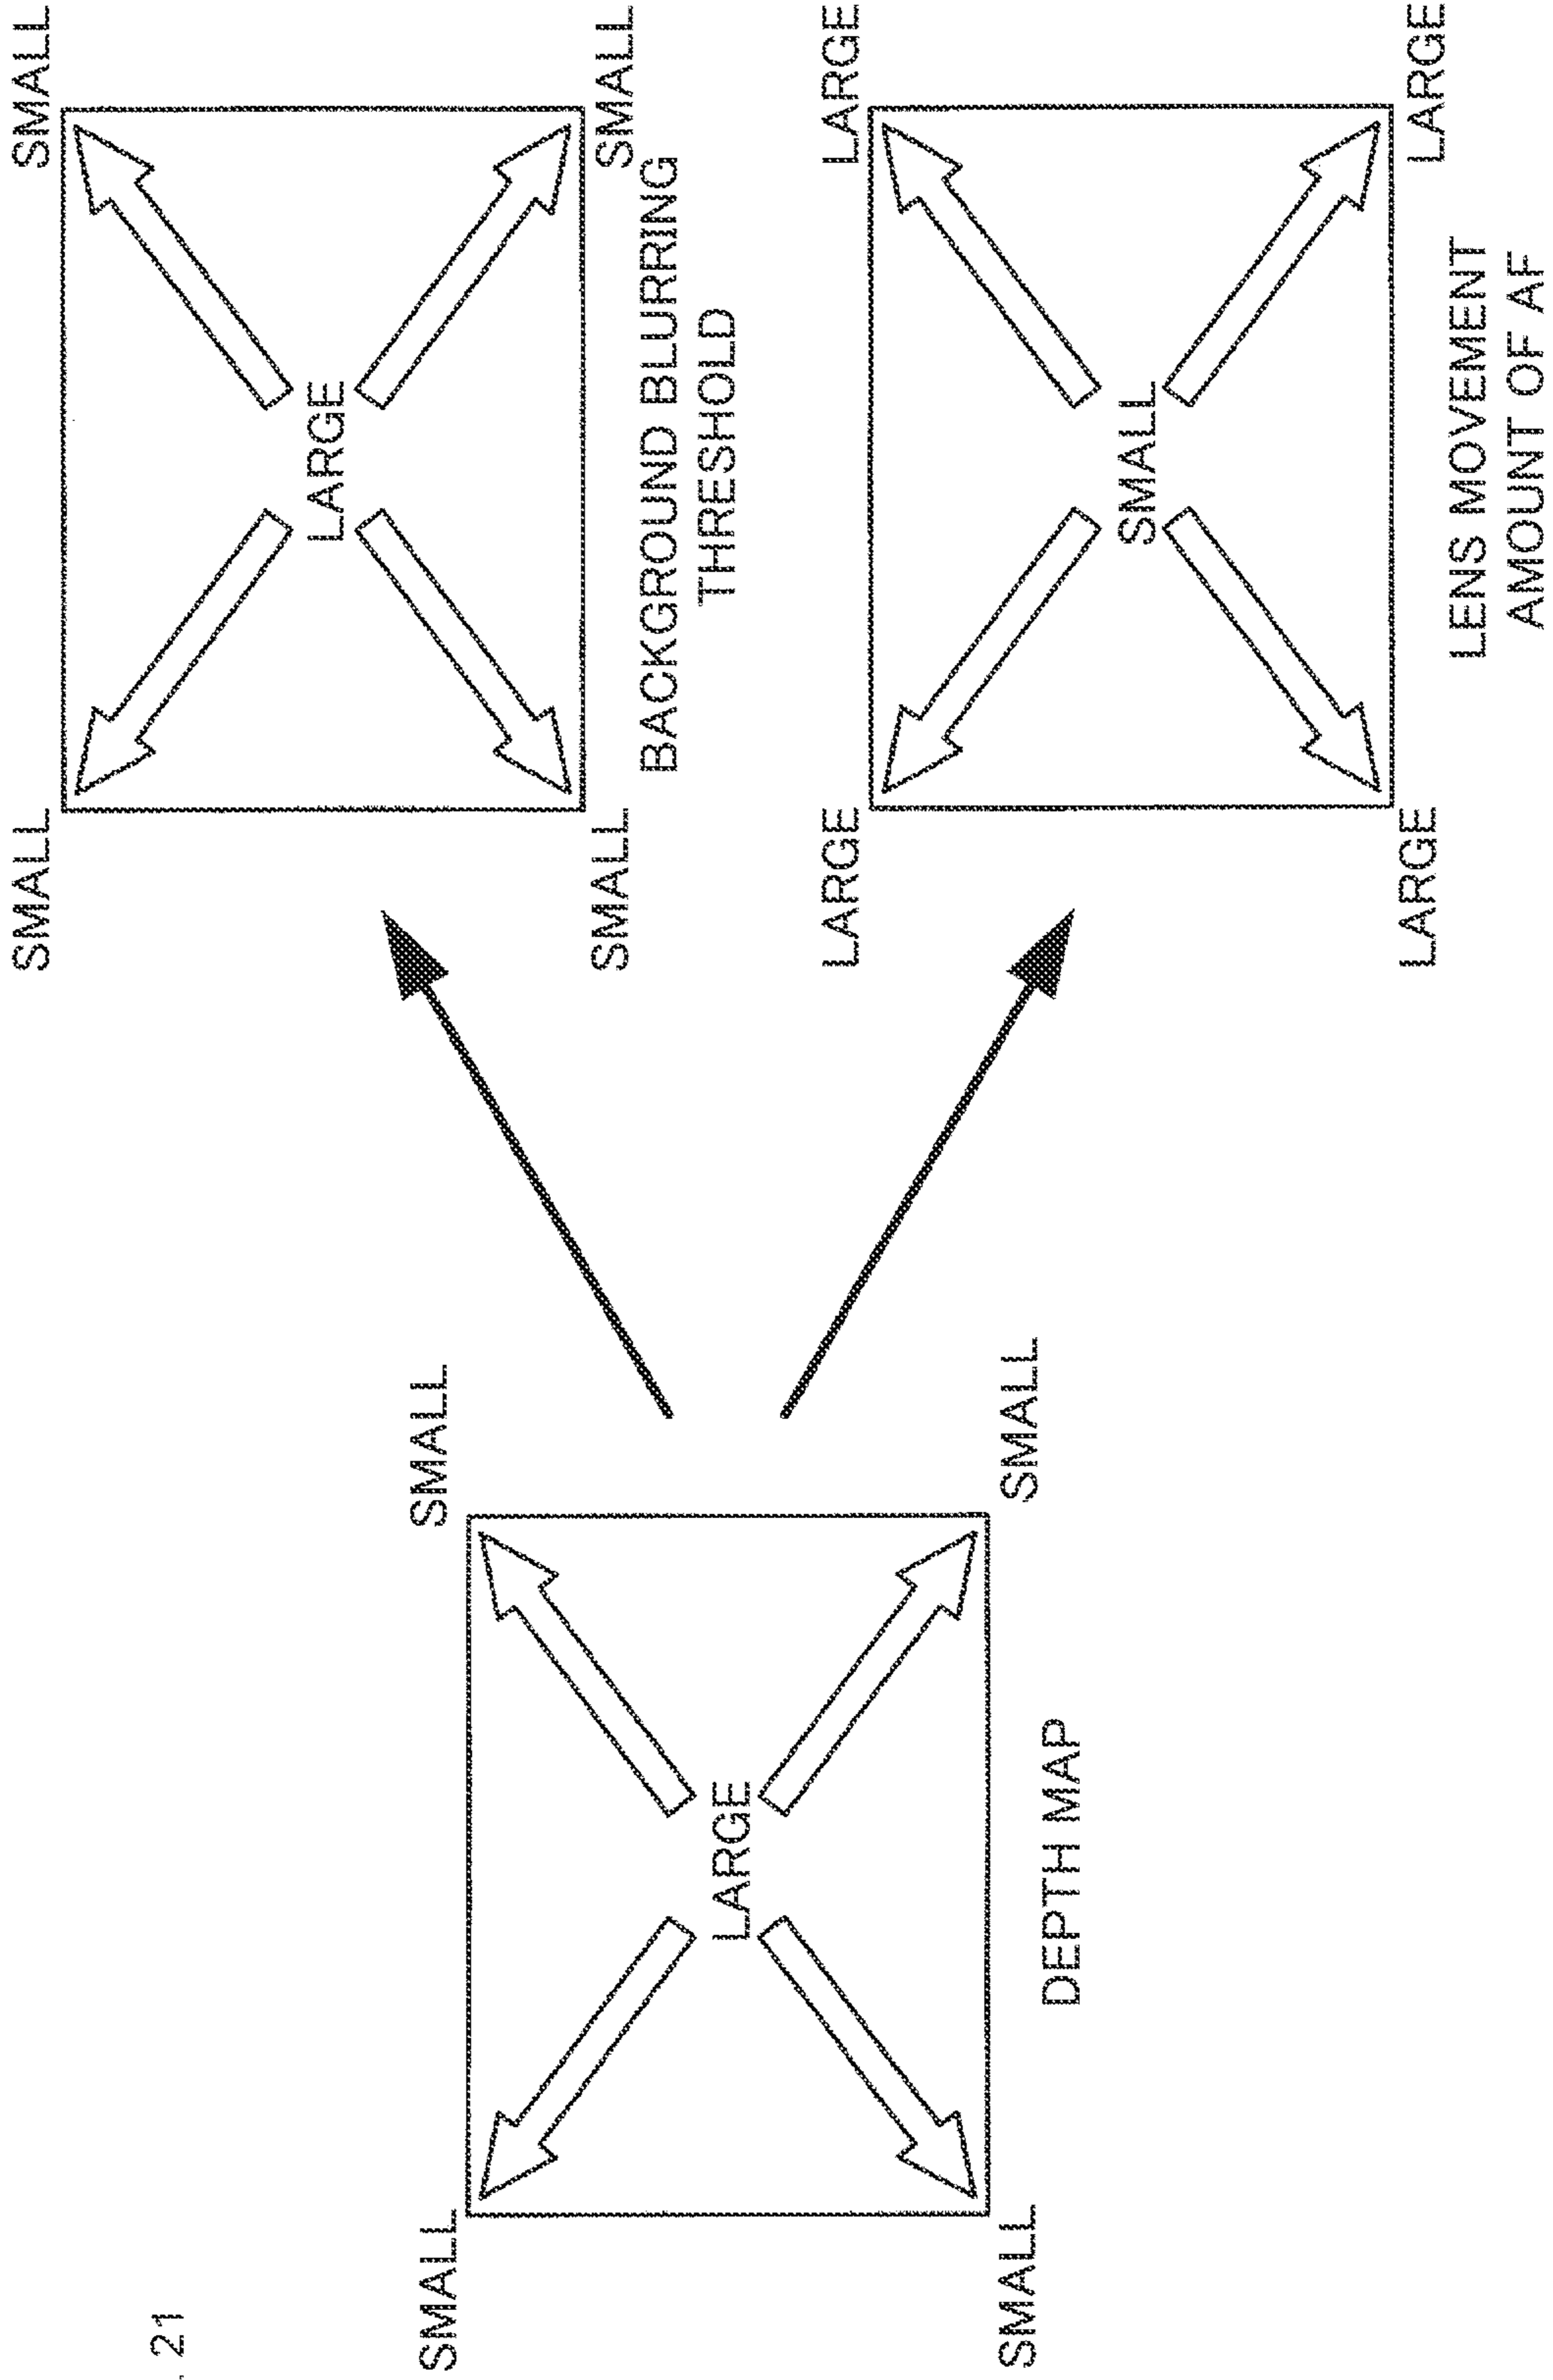 . 21
SMALL
SMALL
LARGE
SMALL
SMALL
DEPTH MAP
SMALL
SMALL
LARGE
SMALL
SMALL
BACKGROUND BLURRING
THRESHOLD
LARGE
LARGE
SMALL
LARGE
LARGE
LENS MOVEMENT
AMOUNT OF AF